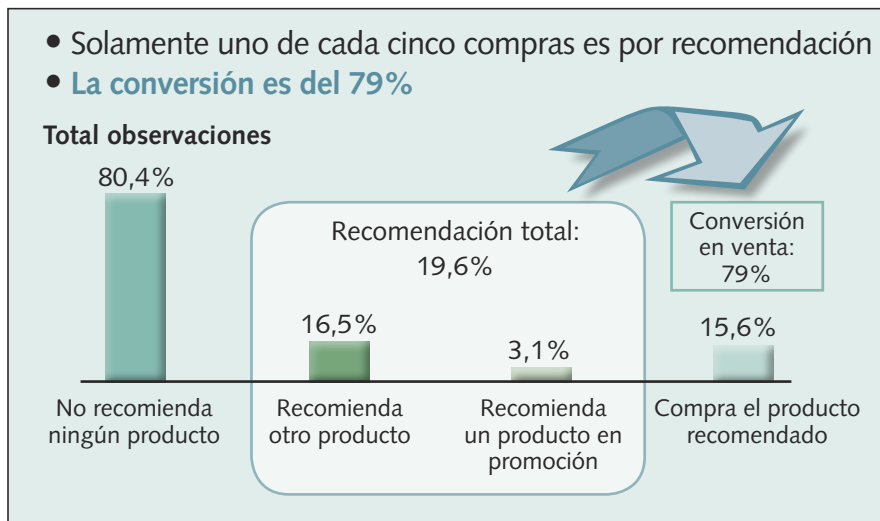 • Solamente uno de cada cinco compras es por recomendación
• La conversión es del 79%
Total observaciones
80,4%
Recomendación total:
19,6%
Conversión
en venta:
79%
16,5%
3,1%
15,6%
No recomienda
ningún producto
Recomienda
otro producto
Recomienda
un producto en
promoción
Compra el producto
recomendado